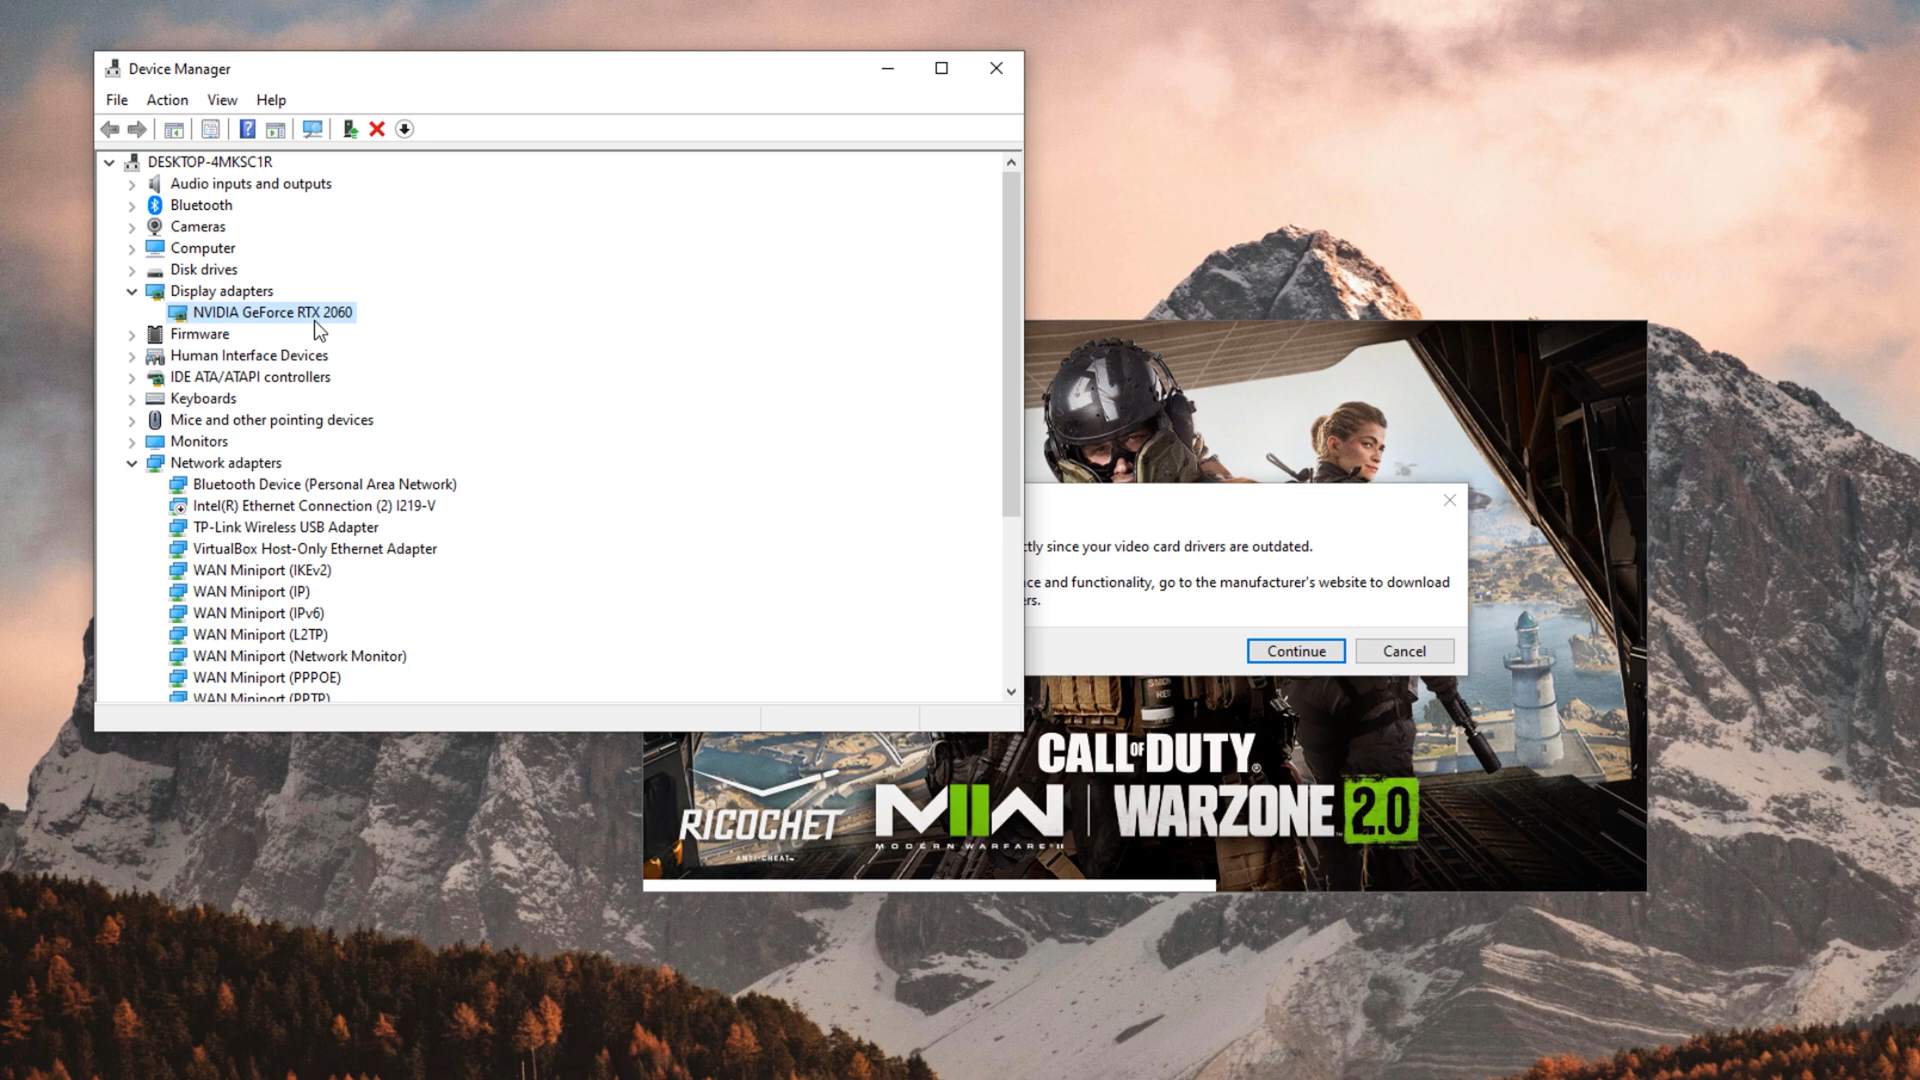 Device Manager
File Action View Help
DESKTOP-4MKSC1R
Audio inputs and outputs
Bluetooth
Cameras
Computer
Disk drives
Display adapters
NVIDIA GeForce RTX 2060
Firmware
Human Interface Devices
IDE ATA/ATAPI controllers
Keyboards
Mice and other pointing devices
Monitors
Network adapters
Bluetooth Device (Personal Area Network)
Intel(R) Ethernet Connection (2) I219-V
TP-Link Wireless USB Adapter
VirtualBox Host-Only Ethernet Adapter
WAN Miniport (IKEv2)
WAN Miniport (IP)
WAN Miniport (IPv6)
WAN Miniport (L2TP)
WAN Miniport (Network Monitor)
WAN Miniport (PPPOE)
WAN Miniport (PPTP)
since your video card drivers are outdated.
and functionality, go to the manufacturer's website to download
Continue Cancel
CALL OF DUTY®
RICOCHET
ANTI-CHEAT™
MWII
MODERN WARFARE II
WARZONE 2.0